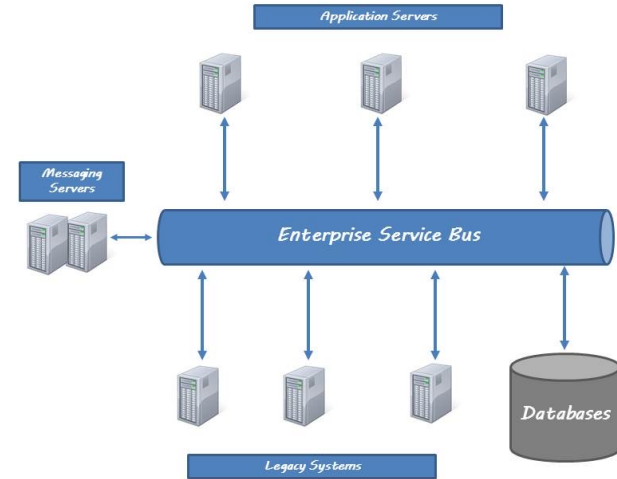 Application Servers
Messaging
Servers
Enterprise Service Bus
Databases
Legacy Systems